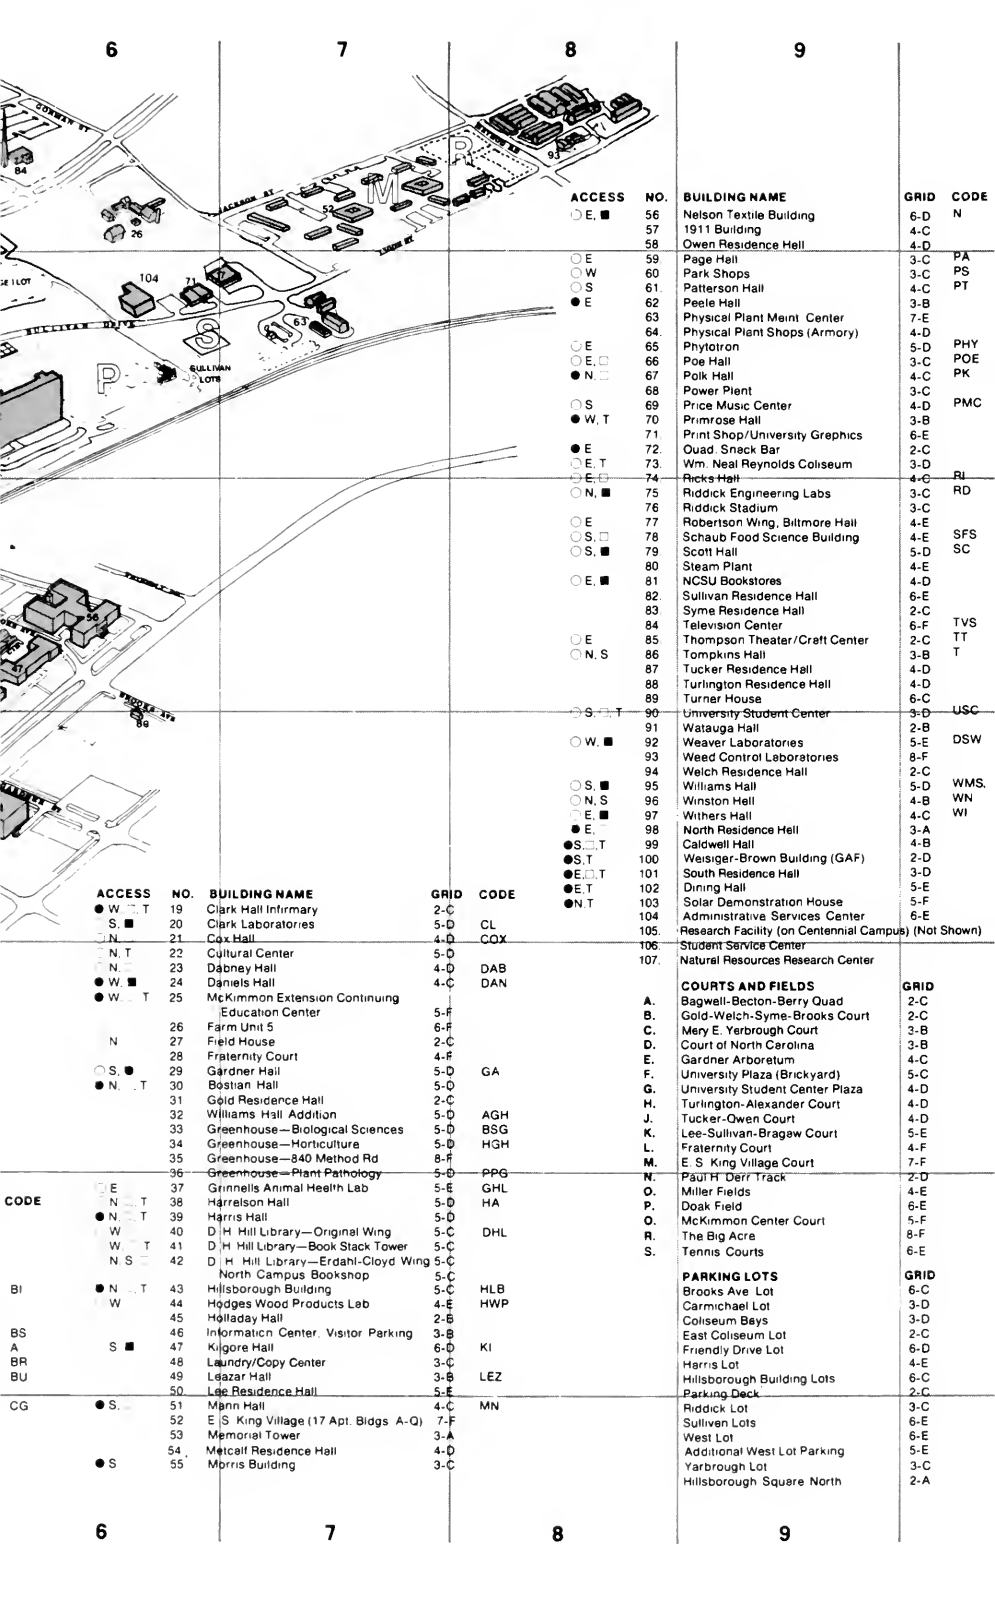 6 7 8 9
GORMAN ST
84
26
JACKSON ST
52
M
R
METHOD RD
93
LIGON ST
GE I LOT
104
71
63
SULLIVAN DRIVE
S
P
SULLIVAN
LOTS
FRIENDLY DR
56
47
BROOKS AVE
89
GARDNER ST
ACCESS NO. BUILDING NAME GRID CODE
○ E, ■ 56 Nelson Textile Building 6-D N
57 1911 Building 4-C
58 Owen Residence Hall 4-D
○ E 59 Page Hall 3-C PA
○ W 60 Park Shops 3-C PS
○ S 61. Patterson Hall 4-C PT
● E 62 Peele Hall 3-B
63 Physical Plant Maint Center 7-E
64. Physical Plant Shops (Armory) 4-D
○ E 65 Phytotron 5-D PHY
○ E, □ 66 Poe Hall 3-C POE
● N, □ 67 Polk Hall 4-C PK
68 Power Plant 3-C
○ S 69 Price Music Center 4-D PMC
● W, T 70 Primrose Hall 3-B
71. Print Shop/University Graphics 6-E
● E 72. Quad. Snack Bar 2-C
○ E, T 73. Wm. Neal Reynolds Coliseum 3-D
○ E, □ 74 Ricks Hall 4-C RI
○ N, ■ 75 Riddick Engineering Labs 3-C RD
76 Riddick Stadium 3-C
○ E 77 Robertson Wing, Biltmore Hall 4-E
○ S, □ 78 Schaub Food Science Building 4-E SFS
○ S, ■ 79 Scott Hall 5-D SC
80 Steam Plant 4-E
○ E, ■ 81 NCSU Bookstores 4-D
82. Sullivan Residence Hall 6-E
83 Syme Residence Hall 2-C
84 Television Center 6-F TVS
○ E 85 Thompson Theater/Craft Center 2-C TT
○ N, S 86 Tompkins Hall 3-B T
87 Tucker Residence Hall 4-D
88 Turlington Residence Hall 4-D
89 Turner House 6-C
○ S, □, T 90 University Student Center 3-D USC
91 Watauga Hall 2-B
○ W, ■ 92 Weaver Laboratories 5-E DSW
93 Weed Control Laboratories 8-F
94 Welch Residence Hall 2-C
○ S, ■ 95 Williams Hall 5-D WMS.
○ N, S 96 Winston Hall 4-B WN
○ E, ■ 97 Withers Hall 4-C WI
● E, 98 North Residence Hall 3-A
●S,□,T 99 Caldwell Hall 4-B
●S,T 100 Weisiger-Brown Building (GAF) 2-D
●E,□,T 101 South Residence Hall 3-D
●E,T 102 Dining Hall 5-E
●N,T 103 Solar Demonstration House 5-F
104 Administrative Services Center 6-E
105. Research Facility (on Centennial Campus) (Not Shown)
106. Student Service Center
107. Natural Resources Research Center
COURTS AND FIELDS GRID
A. Bagwell-Becton-Berry Quad 2-C
B. Gold-Welch-Syme-Brooks Court 2-C
C. Mary E. Yarbrough Court 3-B
D. Court of North Carolina 3-B
E. Gardner Arboretum 4-C
F. University Plaza (Brickyard) 5-C
G. University Student Center Plaza 4-D
H. Turlington-Alexander Court 4-D
J. Tucker-Owen Court 4-D
K. Lee-Sullivan-Bragaw Court 5-E
L. Fraternity Court 4-F
M. E. S King Village Court 7-F
N. Paul H Derr Track 2-D
O. Miller Fields 4-E
P. Doak Field 6-E
Q. McKimmon Center Court 5-F
R. The Big Acre 8-F
S. Tennis Courts 6-E
PARKING LOTS GRID
Brooks Ave Lot 6-C
Carmichael Lot 3-D
Coliseum Bays 3-D
East Coliseum Lot 2-C
Friendly Drive Lot 6-D
Harris Lot 4-E
Hillsborough Building Lots 6-C
Parking Deck 2-C
Riddick Lot 3-C
Sullivan Lots 6-E
West Lot 6-E
Additional West Lot Parking 5-E
Yarbrough Lot 3-C
Hillsborough Square North 2-A
ACCESS NO. BUILDING NAME GRID CODE
● W, □, T 19 Clark Hall Infirmary 2-C
S, ■ 20 Clark Laboratories 5-D CL
N 21 Cox Hall 4-D COX
N, T 22 Cultural Center 5-D
N, □ 23 Dabney Hall 4-D DAB
● W, ■ 24 Daniels Hall 4-C DAN
● W, T 25 McKimmon Extension Continuing
Education Center 5-F
26 Farm Unit 5 6-F
N 27 Field House 2-C
28 Fraternity Court 4-F
○ S, ● 29 Gardner Hall 5-D GA
● N, T 30 Bostian Hall 5-D
31 Gold Residence Hall 2-C
32 Williams Hall Addition 5-D AGH
33 Greenhouse—Biological Sciences 5-D BSG
34 Greenhouse—Horticulture 5-D HGH
35 Greenhouse—840 Method Rd 8-F
36 Greenhouse—Plant Pathology 5-D PPG
E 37 Grinnells Animal Health Lab 5-E GHL
N T 38 Harrelson Hall 5-D HA
● N, T 39 Harris Hall 5-D
W 40 D H Hill Library—Original Wing 5-C DHL
W T 41 D H Hill Library—Book Stack Tower 5-C
N S 42 D H Hill Library—Erdahl-Cloyd Wing 5-C
North Campus Bookshop 5-C
● N T 43 Hillsborough Building 5-C HLB
W 44 Hodges Wood Products Lab 4-E HWP
45 Holladay Hall 2-B
46 Information Center, Visitor Parking 3-B
S ■ 47 Kilgore Hall 6-D KI
48 Laundry/Copy Center 3-C
49 Leazar Hall 3-B LEZ
50. Lee Residence Hall 5-E
● S, 51 Mann Hall 4-C MN
52 E S King Village (17 Apt. Bldgs A-Q) 7-F
53 Memorial Tower 3-A
54 Metcalf Residence Hall 4-D
● S 55 Morris Building 3-C
CODE
BI
BS
A
BR
BU
CG
6 7 8 9